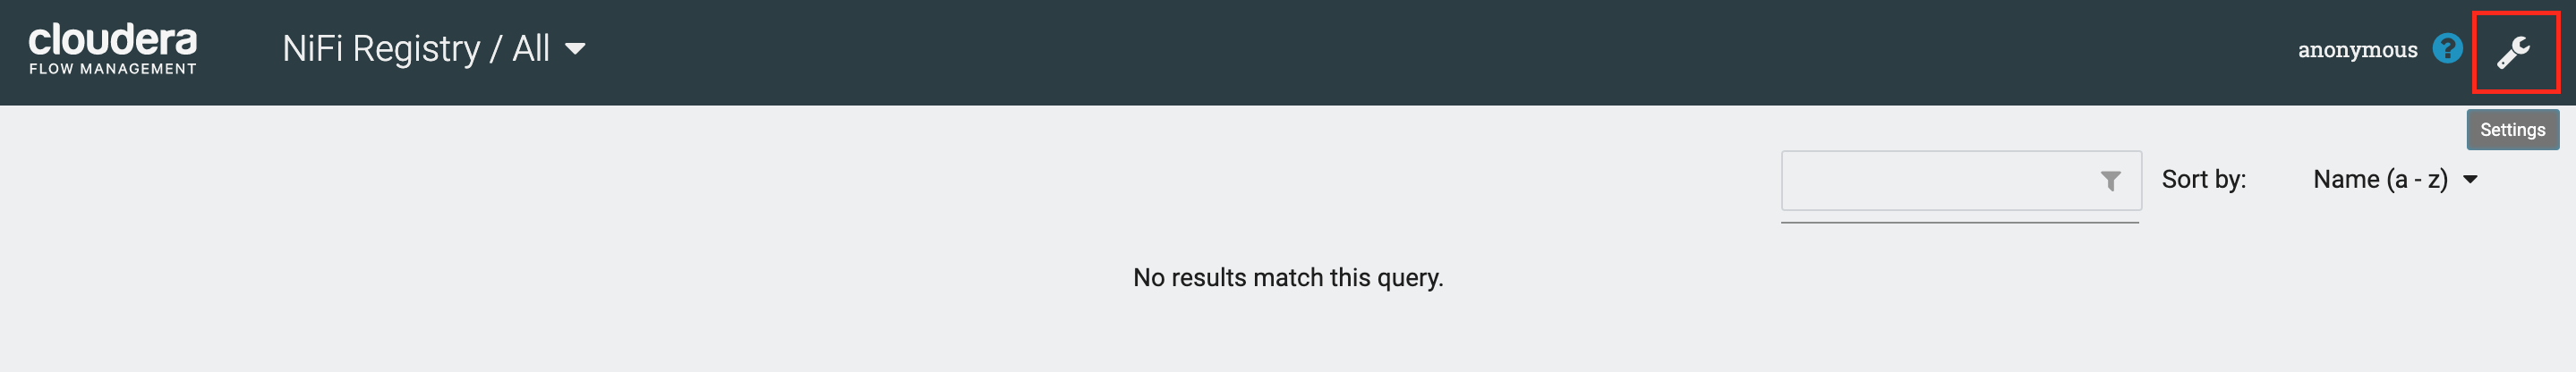 cloudera
FLOW MANAGEMENT
NiFi Registry / All
anonymous ?
Settings
Sort by: Name (a - z)
No results match this query.